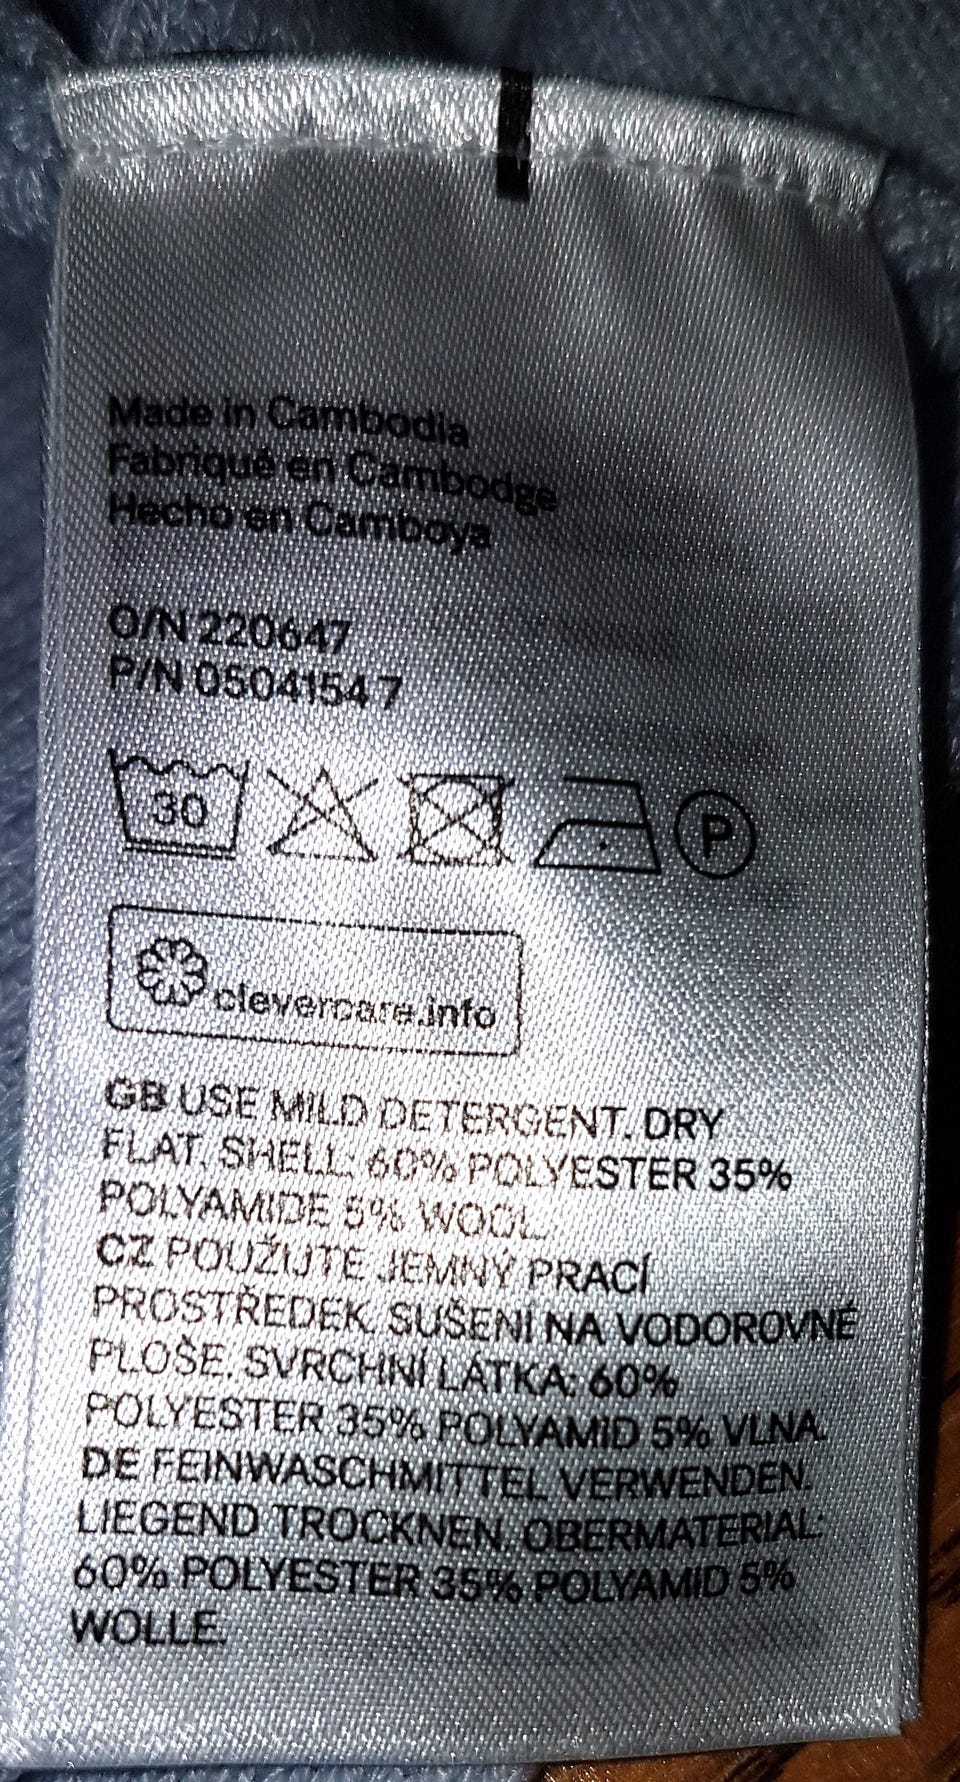 Made in Cambodia
Fabriqué en Cambodge
Hecho en Camboya
O/N 220647
P/N 05041547
30
P
clevercare.info
GB USE MILD DETERGENT. DRY
FLAT. SHELL: 60% POLYESTER 35%
POLYAMIDE 5% WOOL.
CZ POUŽIJTE JEMNÝ PRACÍ
PROSTŘEDEK. SUŠENÍ NA VODOROVNÉ
PLOŠE. SVRCHNÍ LÁTKA: 60%
POLYESTER 35% POLYAMID 5% VLNA.
DE FEINWASCHMITTEL VERWENDEN.
LIEGEND TROCKNEN. OBERMATERIAL:
60% POLYESTER 35% POLYAMID 5%
WOLLE.